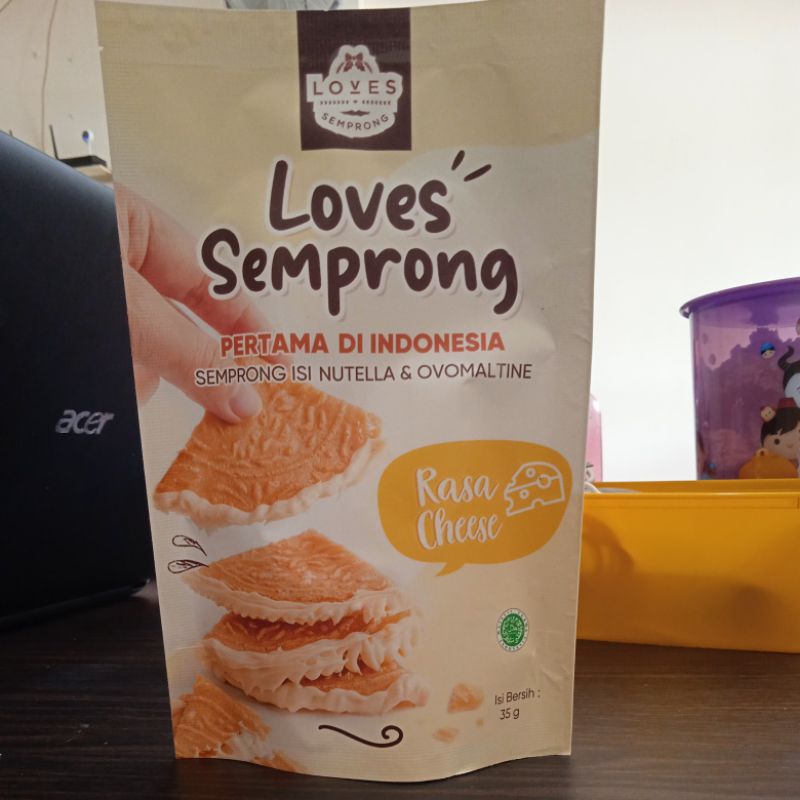 LOVES
SEMPRONG
Loves
Semprong
PERTAMA DI INDONESIA
SEMPRONG ISI NUTELLA & OVOMALTINE
Rasa
Cheese
acer
Isi Bersih :
35 g